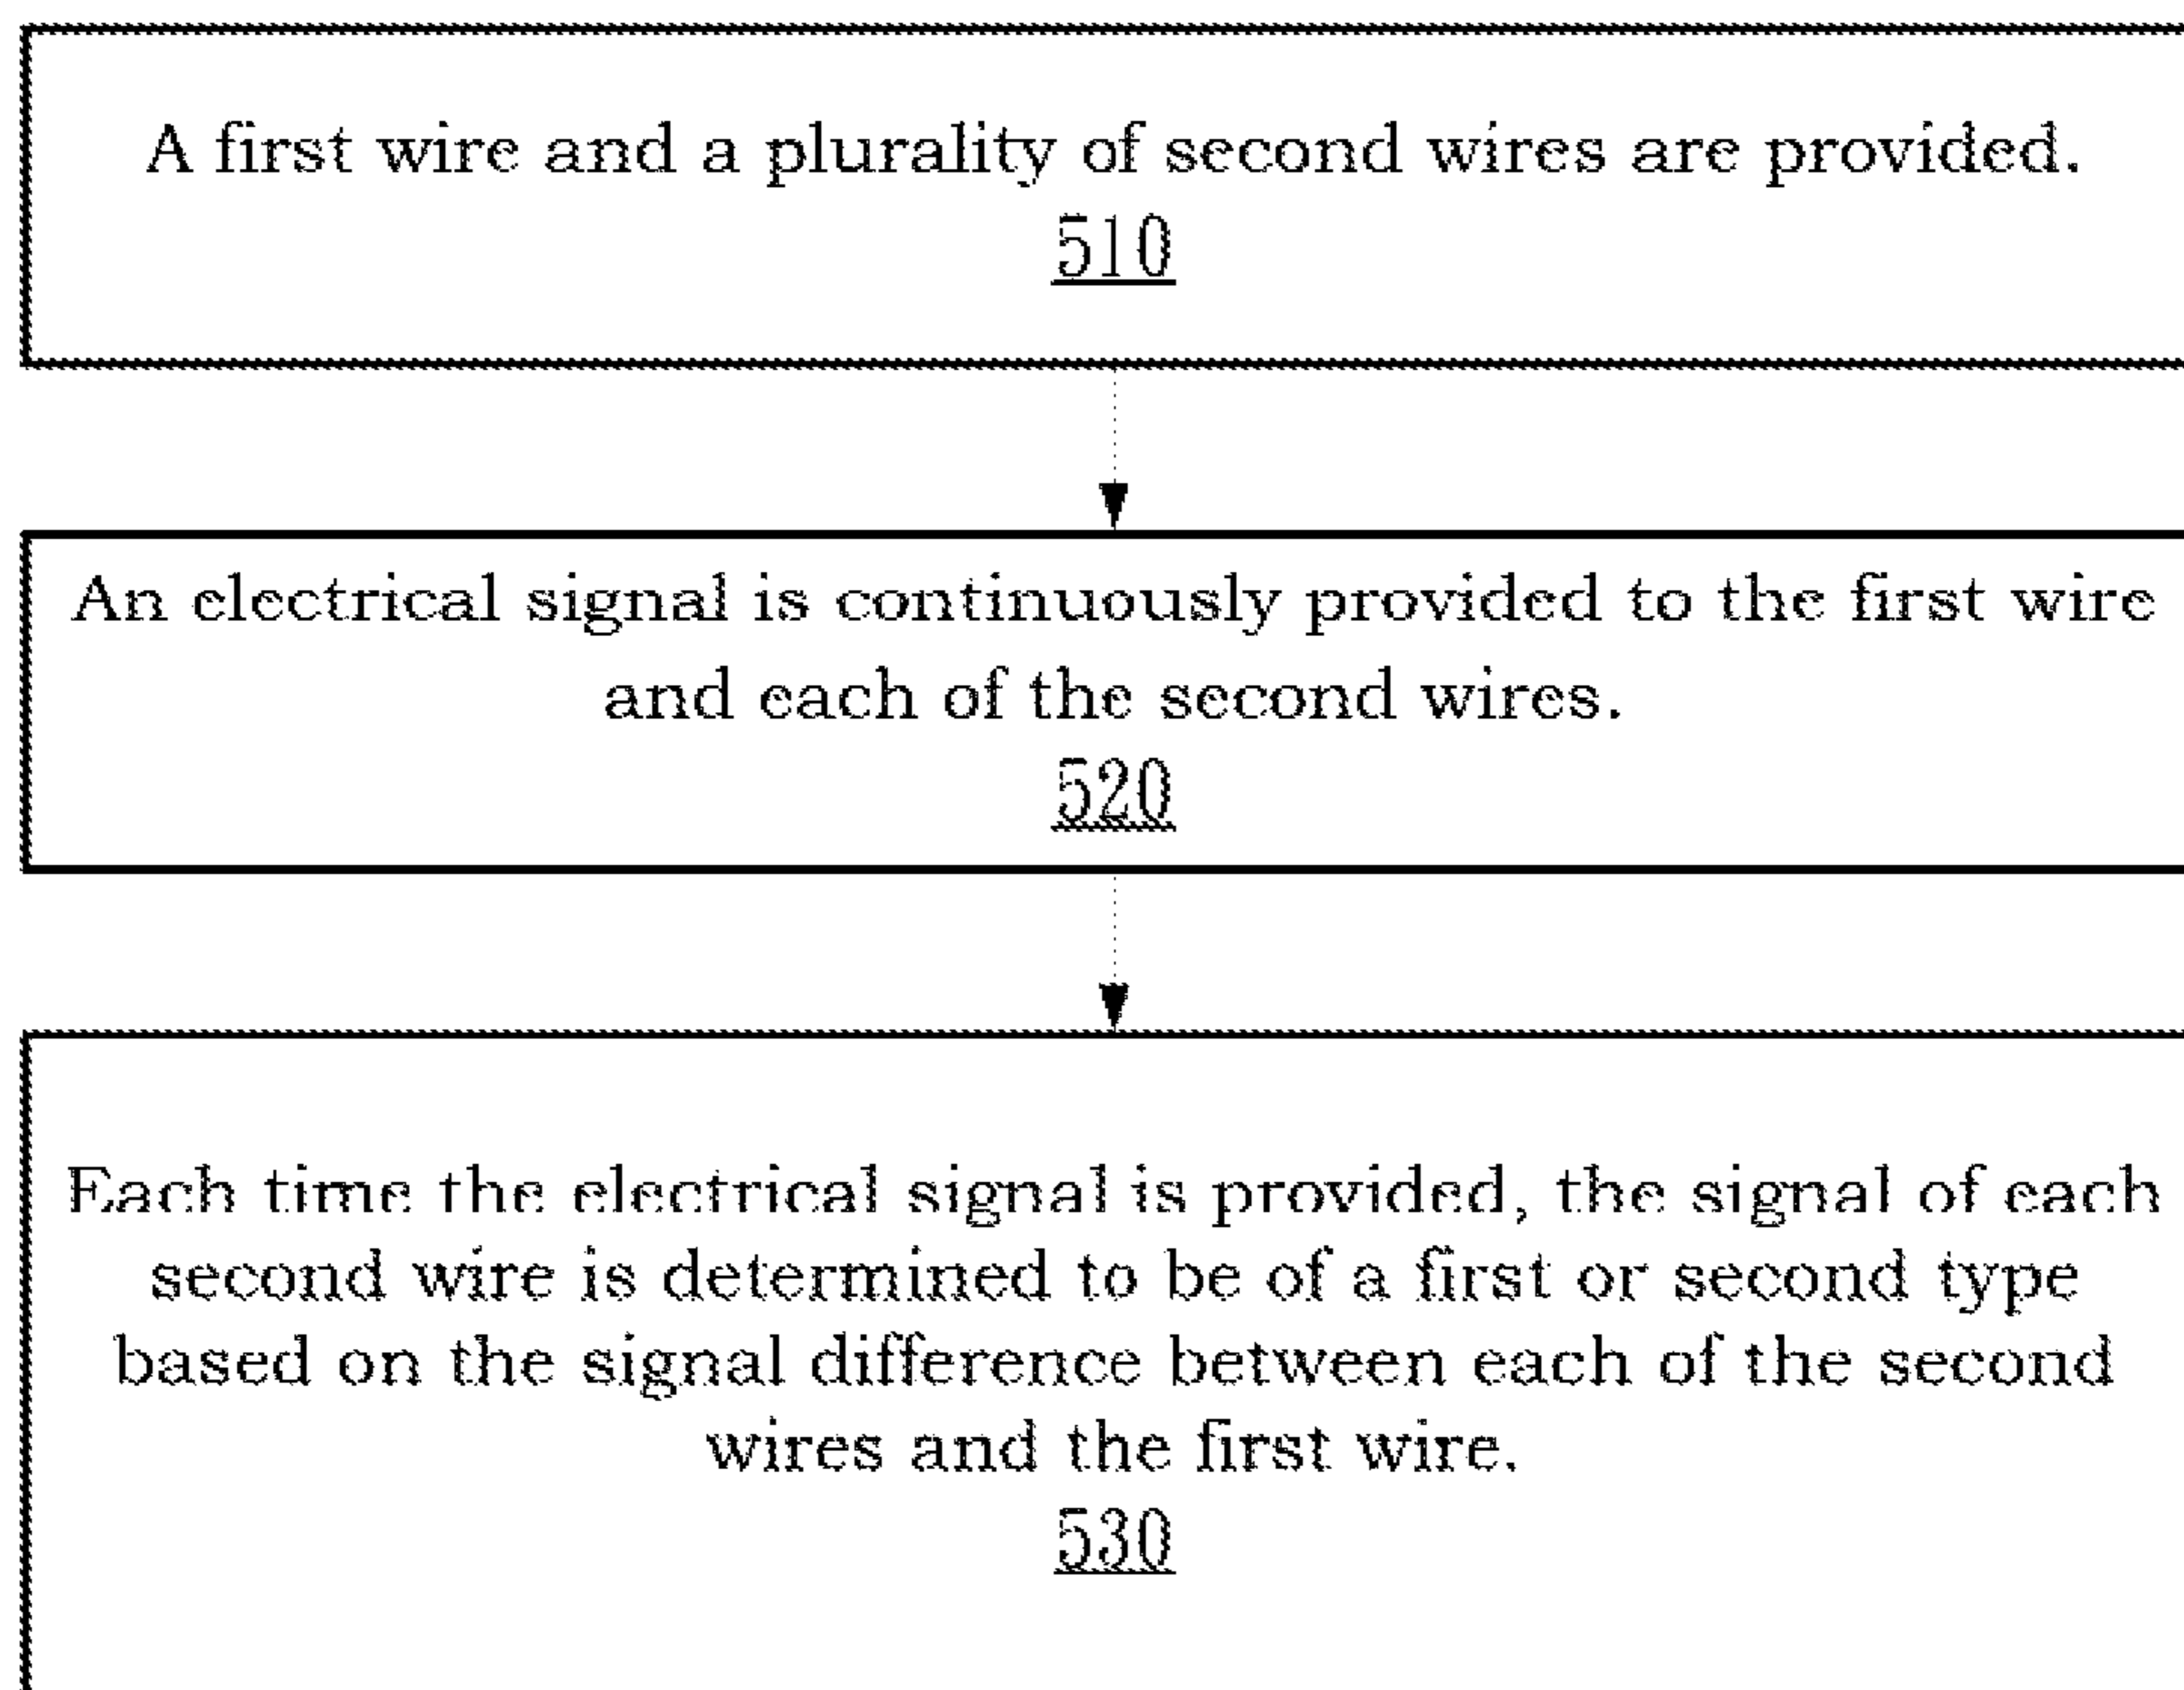 A first wire and a plurality of second wires are provided.
510
An electrical signal is continuously provided to the first wire
and each of the second wires.
520
Each time the electrical signal is provided, the signal of each
second wire is determined to be of a first or second type
based on the signal difference between each of the second
wires and the first wire.
530